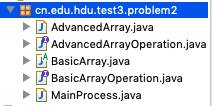 cn.edu.hdu.test3.problem2
AdvancedArray.java
AdvancedArrayOperation.java
BasicArray.java
BasicArrayOperation.java
MainProcess.java